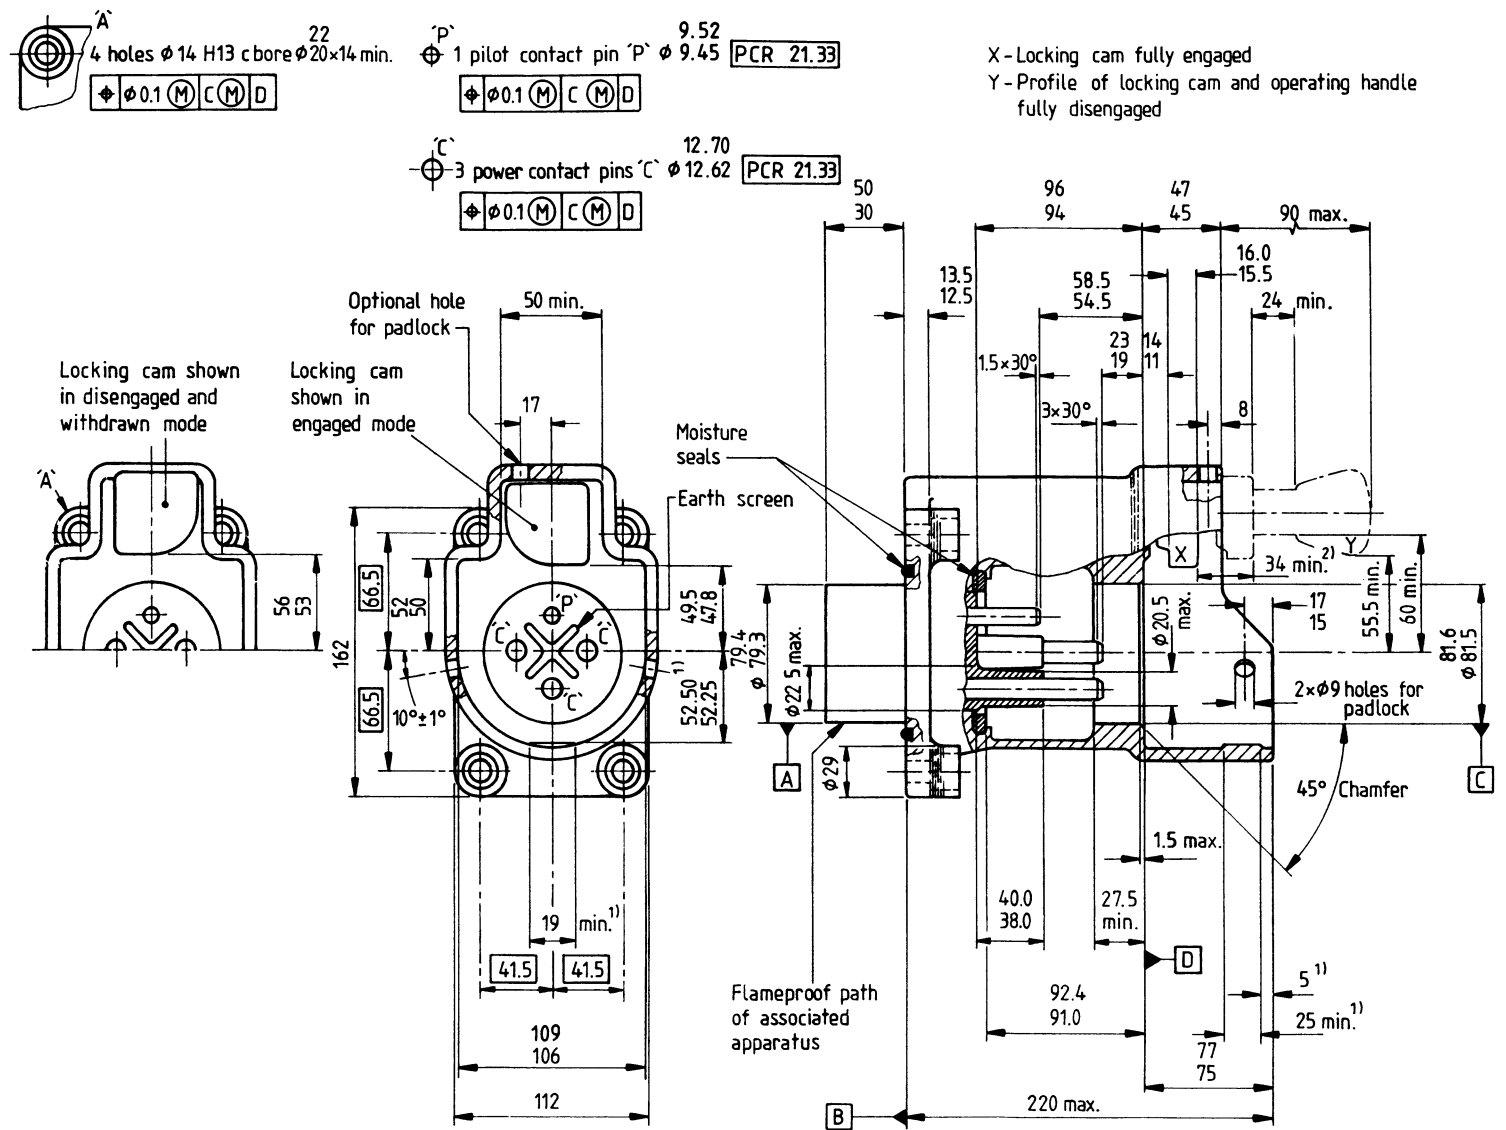 'A'
22
4 holes ϕ14 H13 cbore ϕ20×14 min.
⌖ ϕ0.1 Ⓜ C Ⓜ D
'P'
9.52
1 pilot contact pin 'P' ϕ 9.45 PCR 21.33
⌖ ϕ0.1 Ⓜ C Ⓜ D
'C'
12.70
3 power contact pins 'C' ϕ 12.62 PCR 21.33
⌖ ϕ0.1 Ⓜ C Ⓜ D
X - Locking cam fully engaged
Y - Profile of locking cam and operating handle
fully disengaged
50
30
96
94
47
45
90 max.
13.5
12.5
58.5
54.5
16.0
15.5
24 min.
1.5×30°
23
19
14
11
3×30°
8
Optional hole
for padlock
50 min.
Locking cam shown
in disengaged and
withdrawn mode
Locking cam
shown in
engaged mode
17
Moisture
seals
Earth screen
'A'
56
53
162
66.5
52
50
66.5
10°±1°
'P'
'C'
'C'
'C'
1)
49.5
47.8
52.50
52.25
79.4
ϕ 79.3
ϕ22 5 max.
X
Y
34 min. 2)
ϕ 20.5
max.
55.5 min.
60 min.
17
15
81.6
ϕ 81.5
2×ϕ9 holes for
padlock
A
ϕ29
C
45° Chamfer
1.5 max.
19 min. 1)
41.5
41.5
40.0
38.0
27.5
min.
D
Flameproof path
of associated
apparatus
92.4
91.0
5 1)
25 min. 1)
109
106
77
75
112
B
220 max.